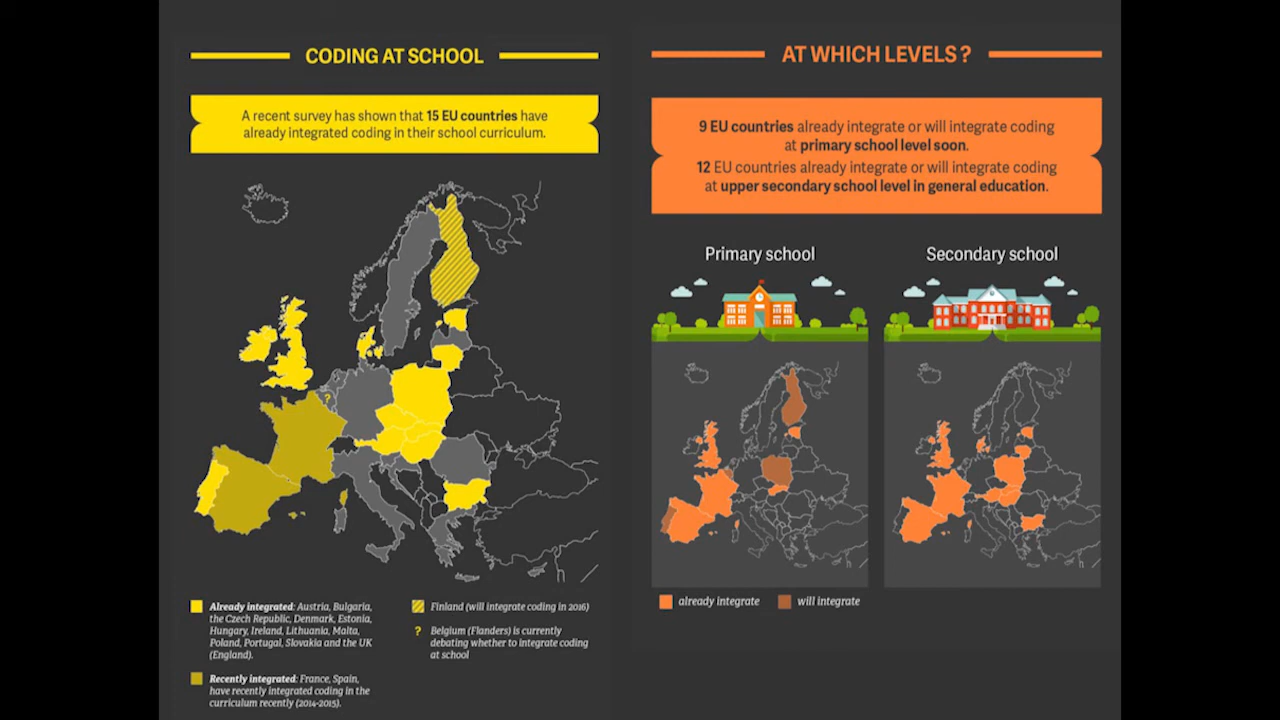 CODING AT SCHOOL
A recent survey has shown that 15 EU countries have
already integrated coding in their school curriculum.
?
Already integrated: Austria, Bulgaria,
the Czech Republic, Denmark, Estonia,
Hungary, Ireland, Lithuania, Malta,
Poland, Portugal, Slovakia and the UK
(England).
Recently integrated: France, Spain,
have recently integrated coding in the
curriculum recently (2014-2015).
Finland (will integrate coding in 2016)
? Belgium (Flanders) is currently
debating whether to integrate coding
at school
AT WHICH LEVELS ?
9 EU countries already integrate or will integrate coding
at primary school level soon.
12 EU countries already integrate or will integrate coding
at upper secondary school level in general education.
Primary school
Secondary school
already integrate
will integrate